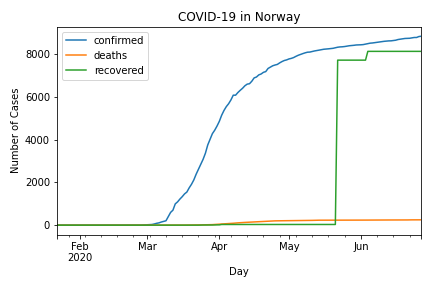 COVID-19 in Norway
confirmed
deaths
recovered
Number of Cases
8000
6000
4000
2000
0
Feb
2020
Mar
Apr
May
Jun
Day